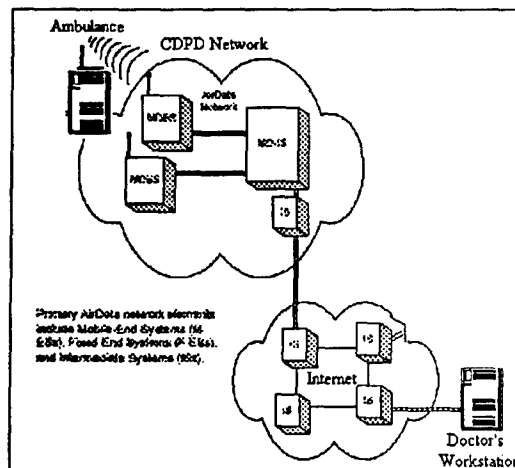 Ambulance
CDPD Network
AirData
Network
MDBS
MDIS
MDBS
IS
Primary AirData network elements
include Mobile-End Systems (M
ESs), Fixed End Systems (F ESs),
and Intermediate Systems (ISs).
IS
IS
Internet
IS
IS
Doctor's
Workstation